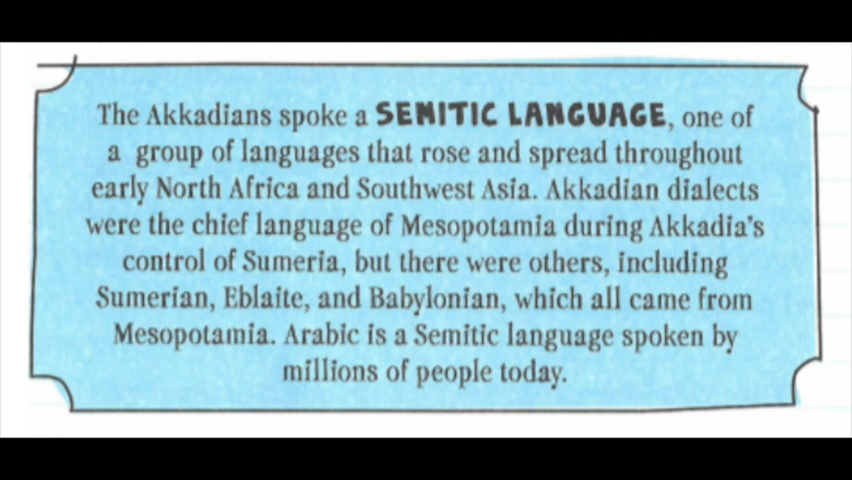 The Akkadians spoke a SEMITIC LANGUAGE, one of
a group of languages that rose and spread throughout
early North Africa and Southwest Asia. Akkadian dialects
were the chief language of Mesopotamia during Akkadia's
control of Sumeria, but there were others, including
Sumerian, Eblaite, and Babylonian, which all came from
Mesopotamia. Arabic is a Semitic language spoken by
millions of people today.